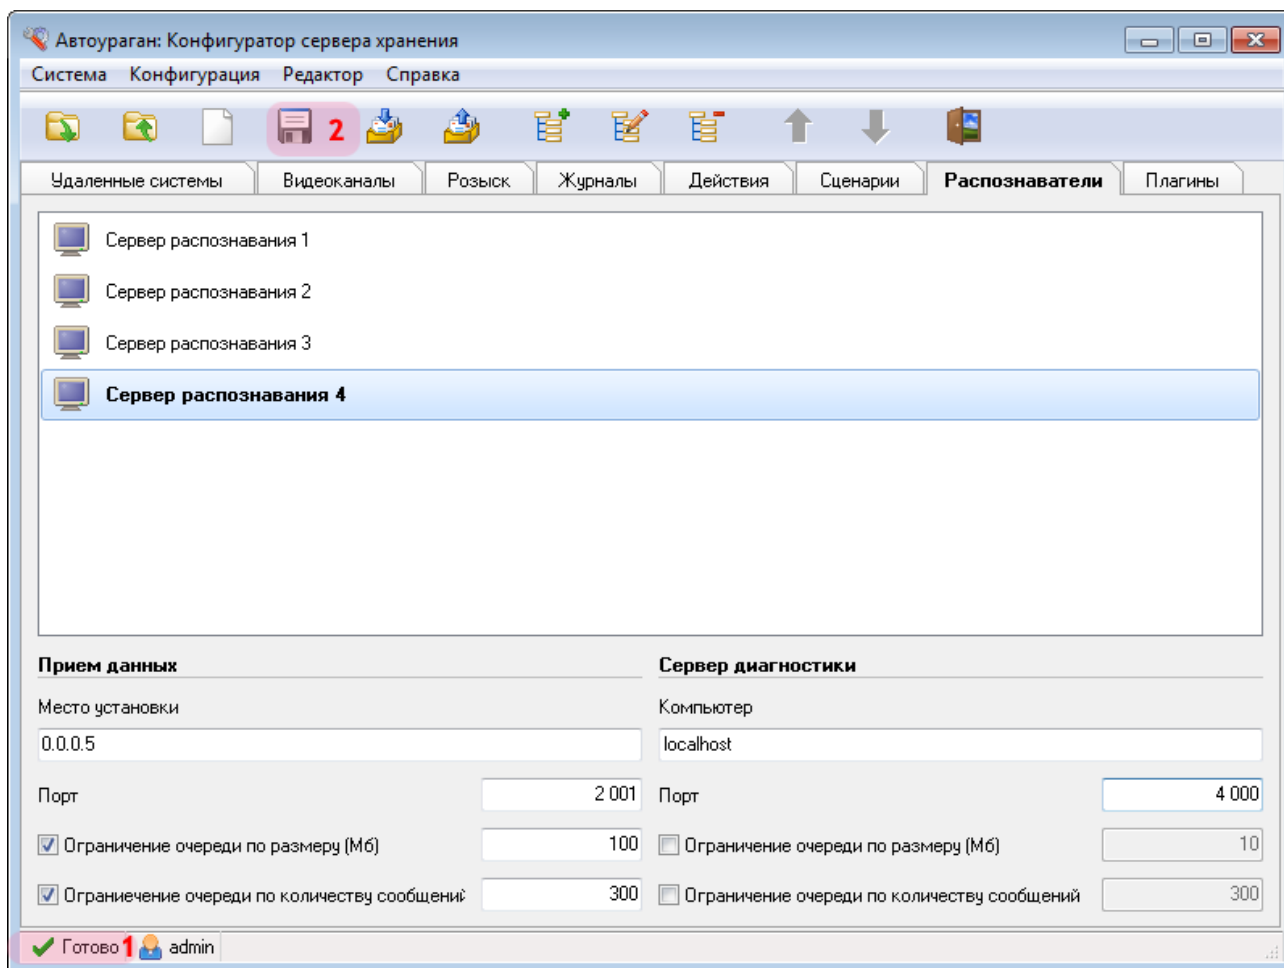 Автоураган: Конфигуратор сервера хранения
Система Конфигурация Редактор Справка
2
Удаленные системы Видеоканалы Розыск Журналы Действия Сценарии Распознаватели Плагины
Сервер распознавания 1
Сервер распознавания 2
Сервер распознавания 3
Сервер распознавания 4
Прием данных Сервер диагностики
Место установки Компьютер
0.0.0.5 localhost
Порт 2 001 Порт 4 000
Ограничение очереди по размеру (Мб) 100 Ограничение очереди по размеру (Мб) 10
Ограниечение очереди по количеству сообщений 300 Ограничение очереди по количеству сообщений 300
Готово 1 admin